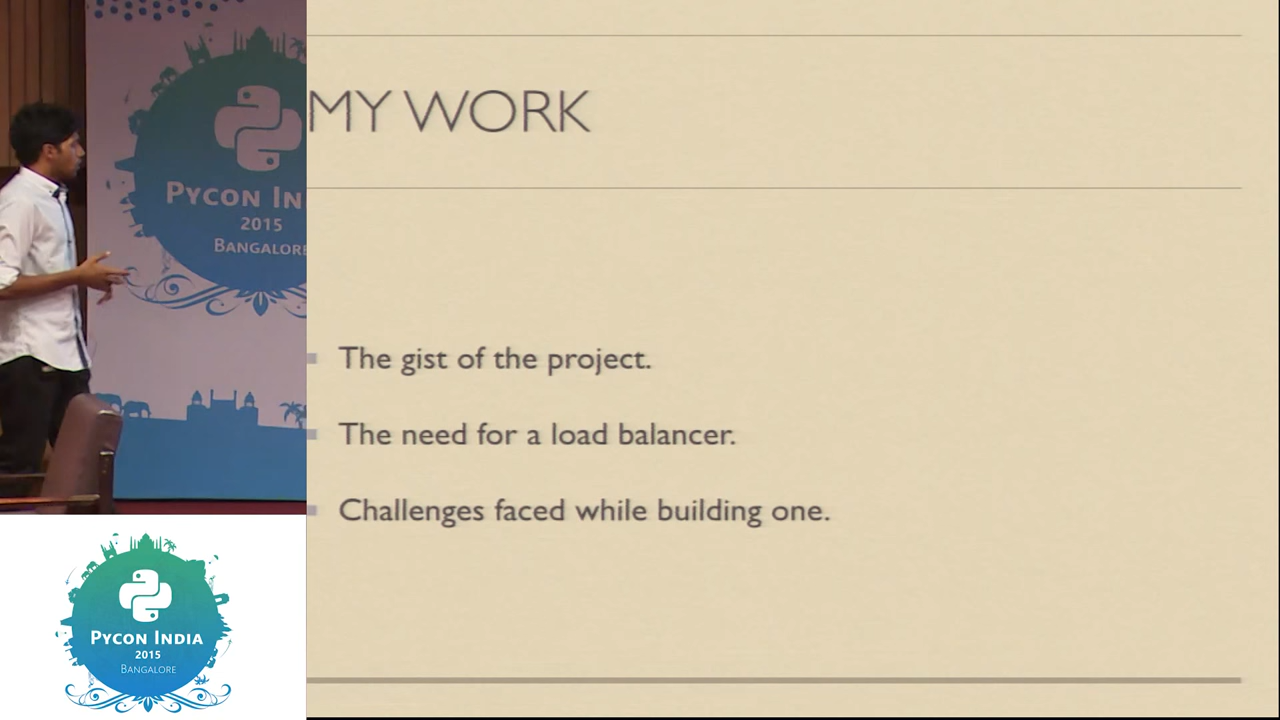 PYCON IN
2015
BANGALORE
MY WORK
The gist of the project.
The need for a load balancer.
Challenges faced while building one.
PYCON INDIA
2015
BANGALORE